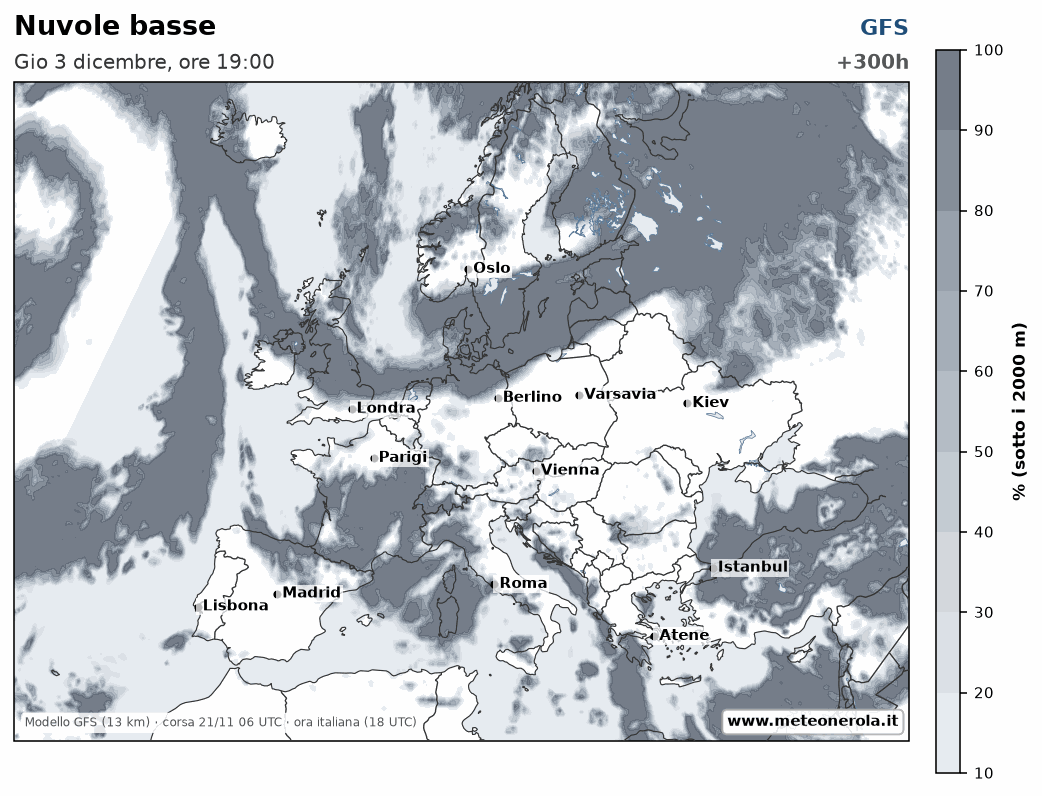 Nuvole basse
GFS
Gio 3 dicembre, ore 19:00
+300h
100
90
80
70
60
50
40
30
20
10
% (sotto i 2000 m)
Oslo
Berlino
Varsavia
Kiev
Londra
Parigi
Vienna
Istanbul
Roma
Madrid
Lisbona
Atene
Modello GFS (13 km) · corsa 21/11 06 UTC · ora italiana (18 UTC)
www.meteonerola.it